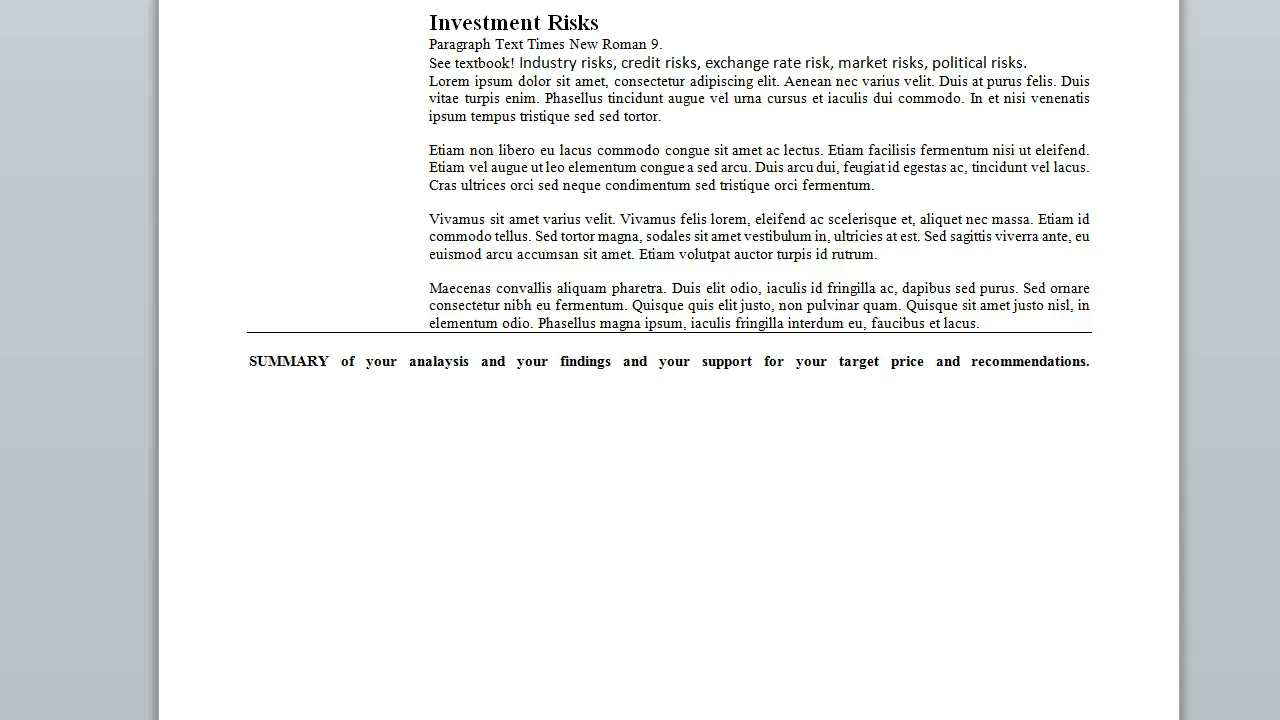 Investment Risks
Paragraph Text Times New Roman 9.
See textbook! Industry risks, credit risks, exchange rate risk, market risks, political risks.
Lorem ipsum dolor sit amet, consectetur adipiscing elit. Aenean nec varius velit. Duis at purus felis. Duis
vitae turpis enim. Phasellus tincidunt augue vel urna cursus et iaculis dui commodo. In et nisi venenatis
ipsum tempus tristique sed sed tortor.
Etiam non libero eu lacus commodo congue sit amet ac lectus. Etiam facilisis fermentum nisi ut eleifend.
Etiam vel augue ut leo elementum congue a sed arcu. Duis arcu dui, feugiat id egestas ac, tincidunt vel lacus.
Cras ultrices orci sed neque condimentum sed tristique orci fermentum.
Vivamus sit amet varius velit. Vivamus felis lorem, eleifend ac scelerisque et, aliquet nec massa. Etiam id
commodo tellus. Sed tortor magna, sodales sit amet vestibulum in, ultricies at est. Sed sagittis viverra ante, eu
euismod arcu accumsan sit amet. Etiam volutpat auctor turpis id rutrum.
Maecenas convallis aliquam pharetra. Duis elit odio, iaculis id fringilla ac, dapibus sed purus. Sed ornare
consectetur nibh eu fermentum. Quisque quis elit justo, non pulvinar quam. Quisque sit amet justo nisl, in
elementum odio. Phasellus magna ipsum, iaculis fringilla interdum eu, faucibus et lacus.
SUMMARY of your analaysis and your findings and your support for your target price and recommendations.